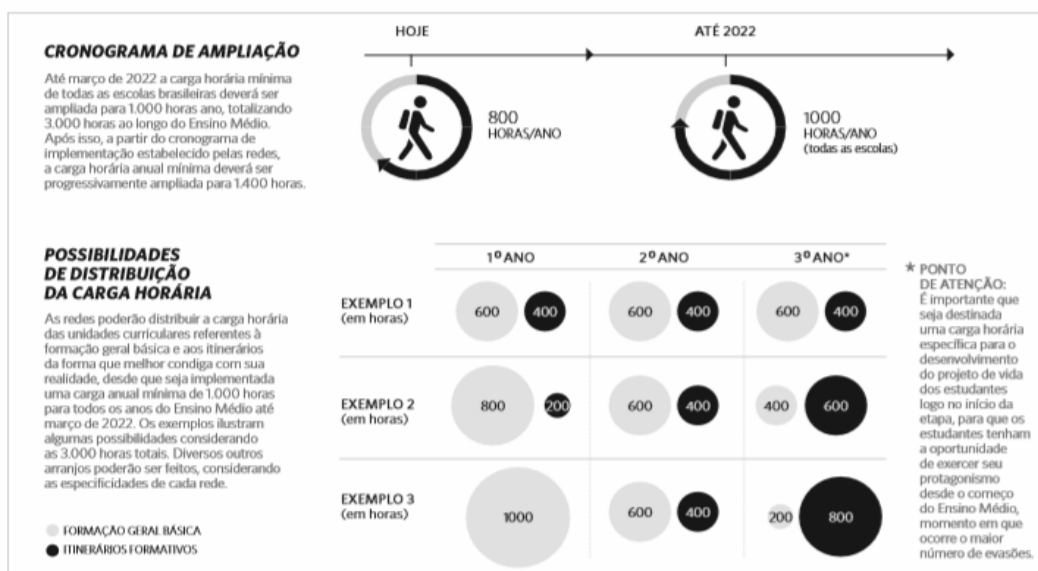 CRONOGRAMA DE AMPLIAÇÃO
Até março de 2022 a carga horária mínima
de todas as escolas brasileiras deverá ser
ampliada para 1.000 horas ano, totalizando
3.000 horas ao longo do Ensino Médio.
Após isso, a partir do cronograma de
implementação estabelecido pelas redes,
a carga horária anual mínima deverá ser
progressivamente ampliada para 1.400 horas.
HOJE
800
HORAS/ANO
ATÉ 2022
1000
HORAS/ANO
(todas as escolas)
POSSIBILIDADES
DE DISTRIBUIÇÃO
DA CARGA HORÁRIA
As redes poderão distribuir a carga horária
das unidades curriculares referentes à
formação geral básica e aos itinerários
da forma que melhor condiga com sua
realidade, desde que seja implementada
uma carga anual mínima de 1.000 horas
para todos os anos do Ensino Médio até
março de 2022. Os exemplos ilustram
algumas possibilidades considerando
as 3.000 horas totais. Diversos outros
arranjos poderão ser feitos, considerando
as especificidades de cada rede.
FORMAÇÃO GERAL BÁSICA
ITINERÁRIOS FORMATIVOS
1º ANO 2º ANO 3º ANO*
EXEMPLO 1
(em horas)
600 400 600 400 600 400
EXEMPLO 2
(em horas)
800 200 600 400 400 600
EXEMPLO 3
(em horas)
1000 600 400 200 800
* PONTO
DE ATENÇÃO:
É importante que
seja destinada
uma carga horária
específica para o
desenvolvimento
do projeto de vida
dos estudantes
logo no início da
etapa, para que os
estudantes tenham
a oportunidade
de exercer seu
protagonismo
desde o começo
do Ensino Médio,
momento em que
ocorre o maior
número de evasões.